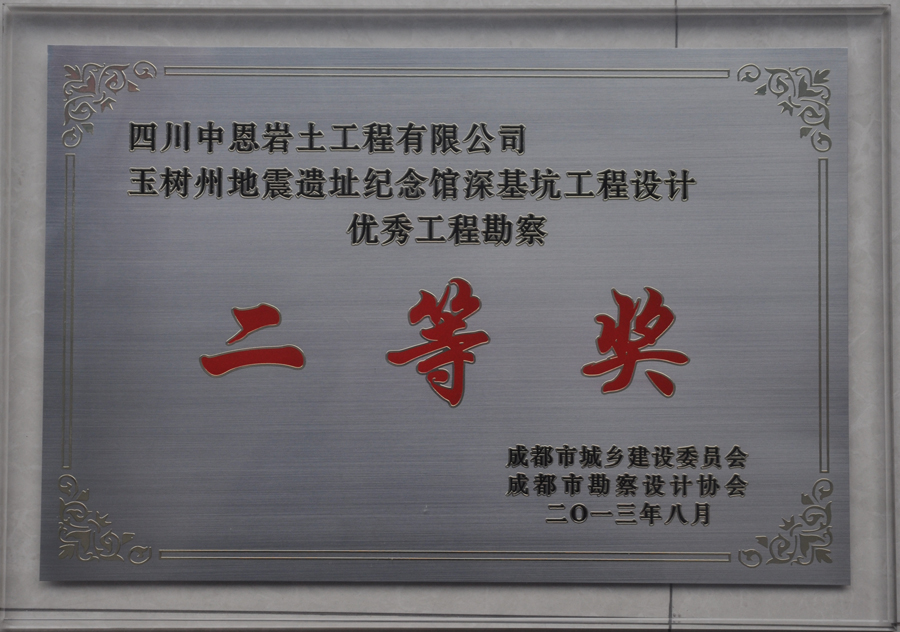 四川中恩岩土工程有限公司
玉树州地震遗址纪念馆深基坑工程设计
优秀工程勘察
二等奖
成都市城乡建设委员会
成都市勘察设计协会
二〇一三年八月